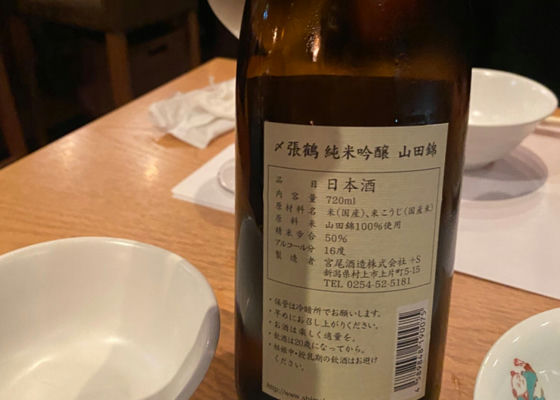 〆張鶴 純米吟醸 山田錦
品目 日本酒
内容量 720ml
原材料名 米(国産)、米こうじ(国産米)
原料米 山田錦100%使用
精米歩合 50%
アルコール分 16度
製造者 宮尾酒造株式会社 +S
新潟県村上市上片町5-15
TEL 0254-52-5181
・保管は冷暗所でお願いします。
・早めにお召し上がりください。
・お酒は楽しく適量を。
・飲酒は20歳になってから。
・妊娠中・授乳期の飲酒はお避け
ください。